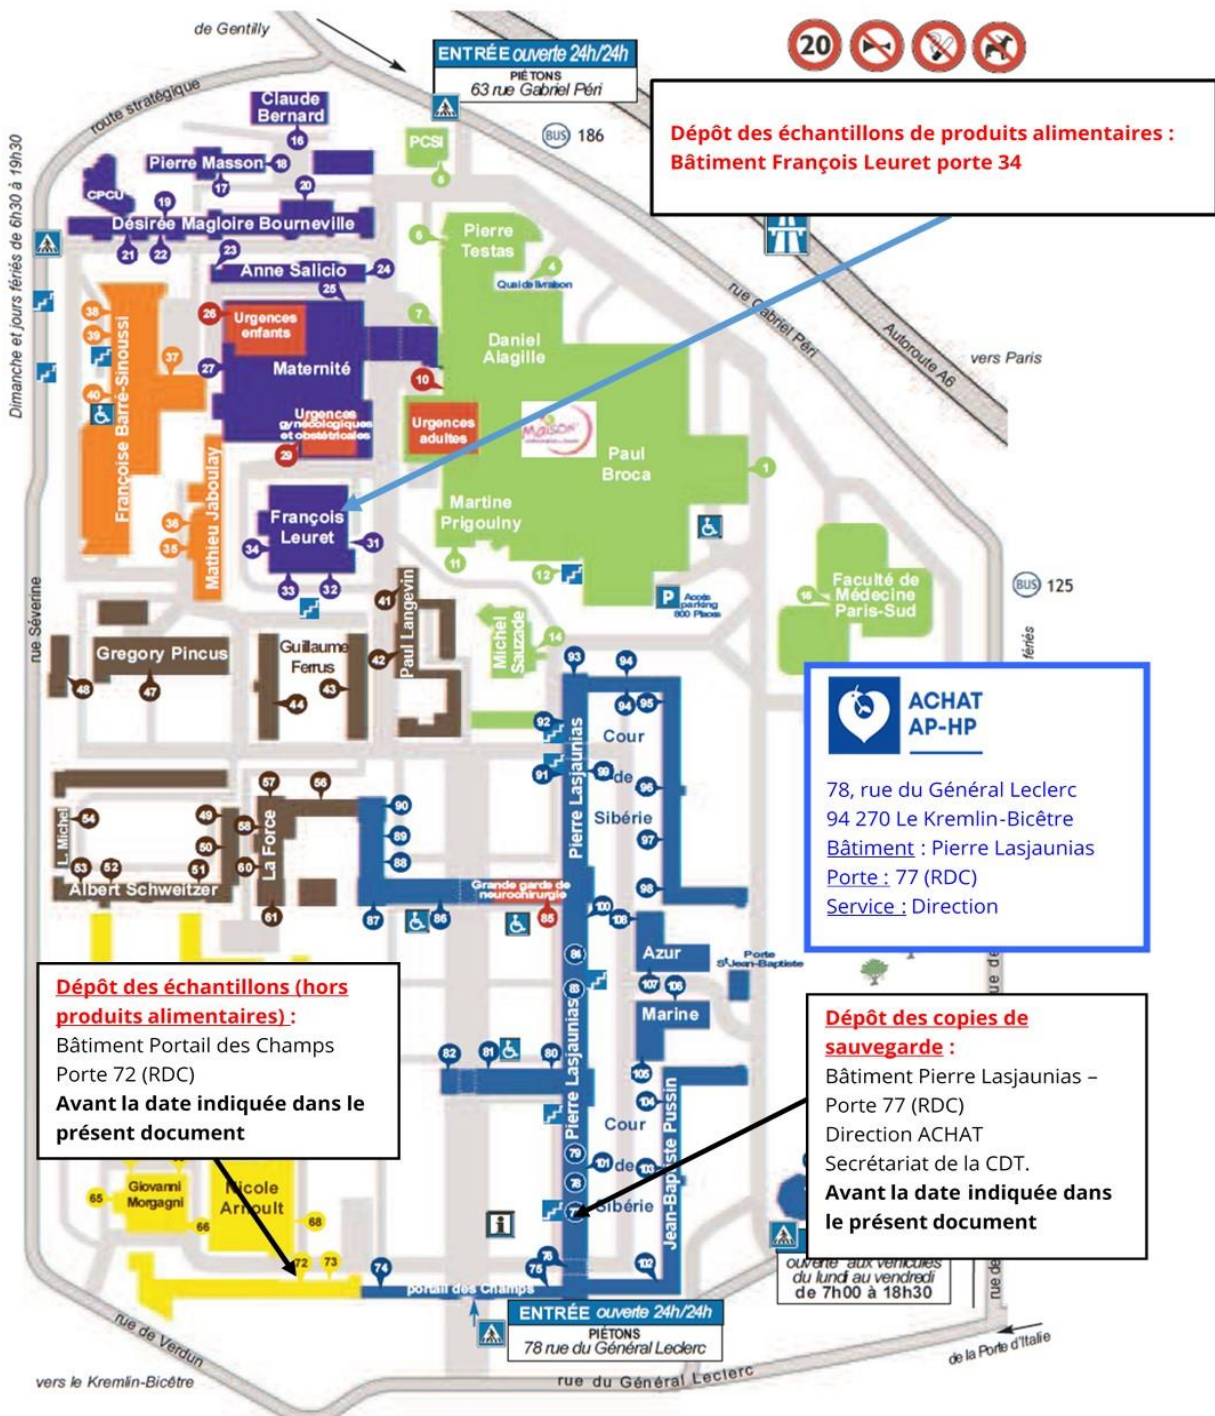 de Gentilly
ENTRÉE ouverte 24h/24h
PIÉTONS
63 rue Gabriel Péri
20
Dépôt des échantillons de produits alimentaires :
Bâtiment François Leuret porte 34
route stratégique
BUS 186
Claude
Bernard
16
PCSI
5
Pierre Masson
18
17
CPCU
19
20
Désirée Magloire Bourneville
21
22
23
Anne Salicio
24
25
Dimanche et jours fériés de 6h30 à 19h30
6
Pierre
Testas
4
Quai de livraison
rue Gabriel Péri
Autoroute A6
vers Paris
38
39
37
40
Françoise Barré-Sinoussi
26
Urgences
enfants
27
Maternité
7
Daniel
Alagille
10
Urgences
gynécologiques
et obstétricales
29
Urgences
adultes
Maison
Paul
Broca
1
Mathieu Jaboulay
36
35
François
Leuret
34
31
33
32
Martine
Prigouiny
11
12
P
Accès
parking
800 Places
Faculté de
Médecine
Paris-Sud
BUS 125
rue Séverine
41
Paul Langevin
42
Michel
Sauzade
14
fériés
Gregory Pincus
48
47
Guillaume
Ferrus
44
43
93
94
94
95
92
Cour
91
99
de
96
Sibérie
97
98
Pierre Lasjaunias
ACHAT
AP-HP
78, rue du Général Leclerc
94 270 Le Kremlin-Bicêtre
Bâtiment : Pierre Lasjaunias
Porte : 77 (RDC)
Service : Direction
57
56
90
L. Michel
54
49
58
La Force
89
50
88
53
52
51
60
Albert Schweitzer
61
87
86
Grande garde de
neurochirurgie
85
100
108
Azur
107
106
Porte
St Jean-Baptiste
rue de
83
Marine
105
82
81
80
Pierre Lasjaunias
104
Cour
79
101
de
103
78
Sibérie
Jean-Baptiste Pussin
Dépôt des échantillons (hors
produits alimentaires) :
Bâtiment Portail des Champs
Porte 72 (RDC)
Avant la date indiquée dans le
présent document
Dépôt des copies de
sauvegarde :
Bâtiment Pierre Lasjaunias –
Porte 77 (RDC)
Direction ACHAT
Secrétariat de la CDT.
Avant la date indiquée dans
le présent document
65
Giovanni
Morgagni
66
Nicole
Arnoult
68
i
72
73
74
75
76
102
portail des Champs
ouverte aux véhicules
du lundi au vendredi
de 7h00 à 18h30
rue de
ENTRÉE ouverte 24h/24h
PIÉTONS
78 rue du Général Leclerc
rue de Verdun
vers le Kremlin-Bicêtre
rue du Général Leclerc
de la Porte d'Italie